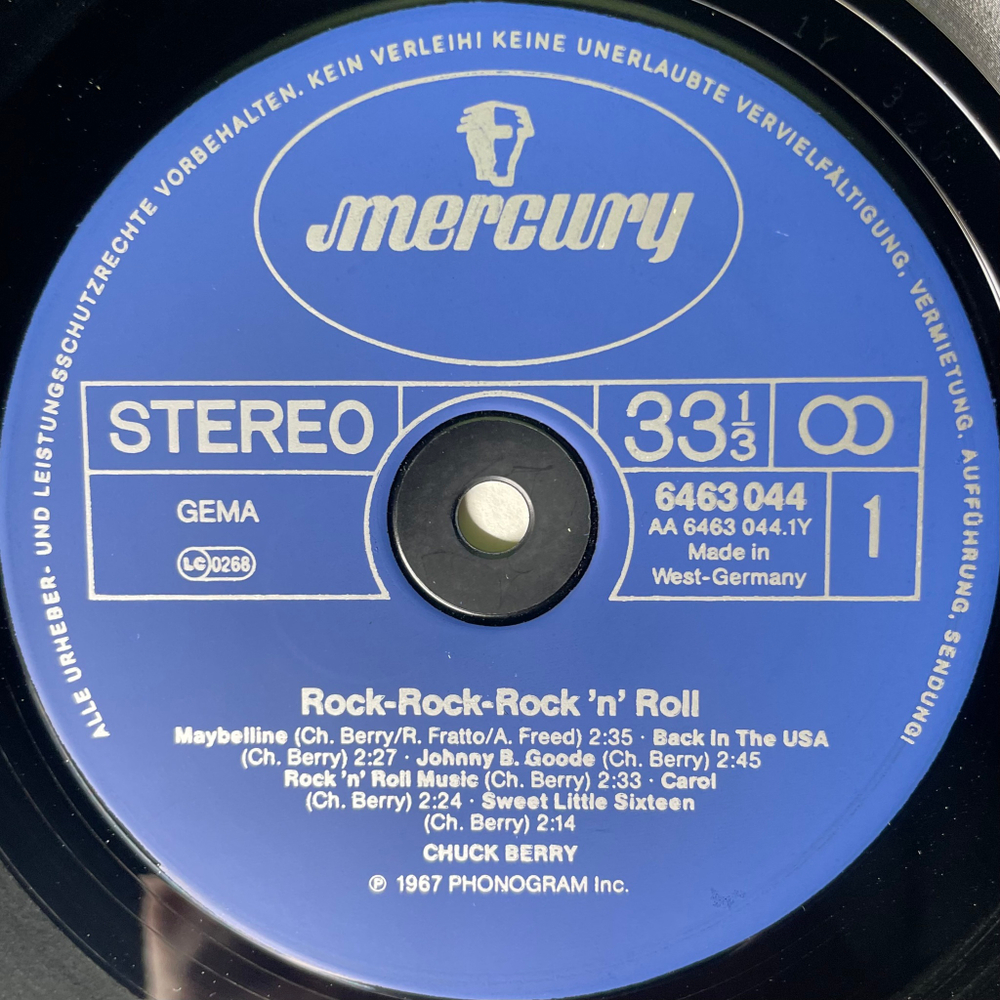 ALLE URHEBER- UND LEISTUNGSSCHUTZRECHTE VORBEHALTEN. KEIN VERLEIH! KEINE UNERLAUBTE VERVIELFÄLTIGUNG, VERMIETUNG, AUFFÜHRUNG, SENDUNG!
mercury
STEREO
33 1/3
GEMA
LC 0268
6463 044
AA 6463 044.1Y
Made in
West-Germany
1
Rock-Rock-Rock 'n' Roll
Maybelline (Ch. Berry/R. Fratto/A. Freed) 2:35 · Back In The USA
(Ch. Berry) 2:27 · Johnny B. Goode (Ch. Berry) 2:45
Rock 'n' Roll Music (Ch. Berry) 2:33 · Carol
(Ch. Berry) 2:24 · Sweet Little Sixteen
(Ch. Berry) 2:14
CHUCK BERRY
℗ 1967 PHONOGRAM Inc.